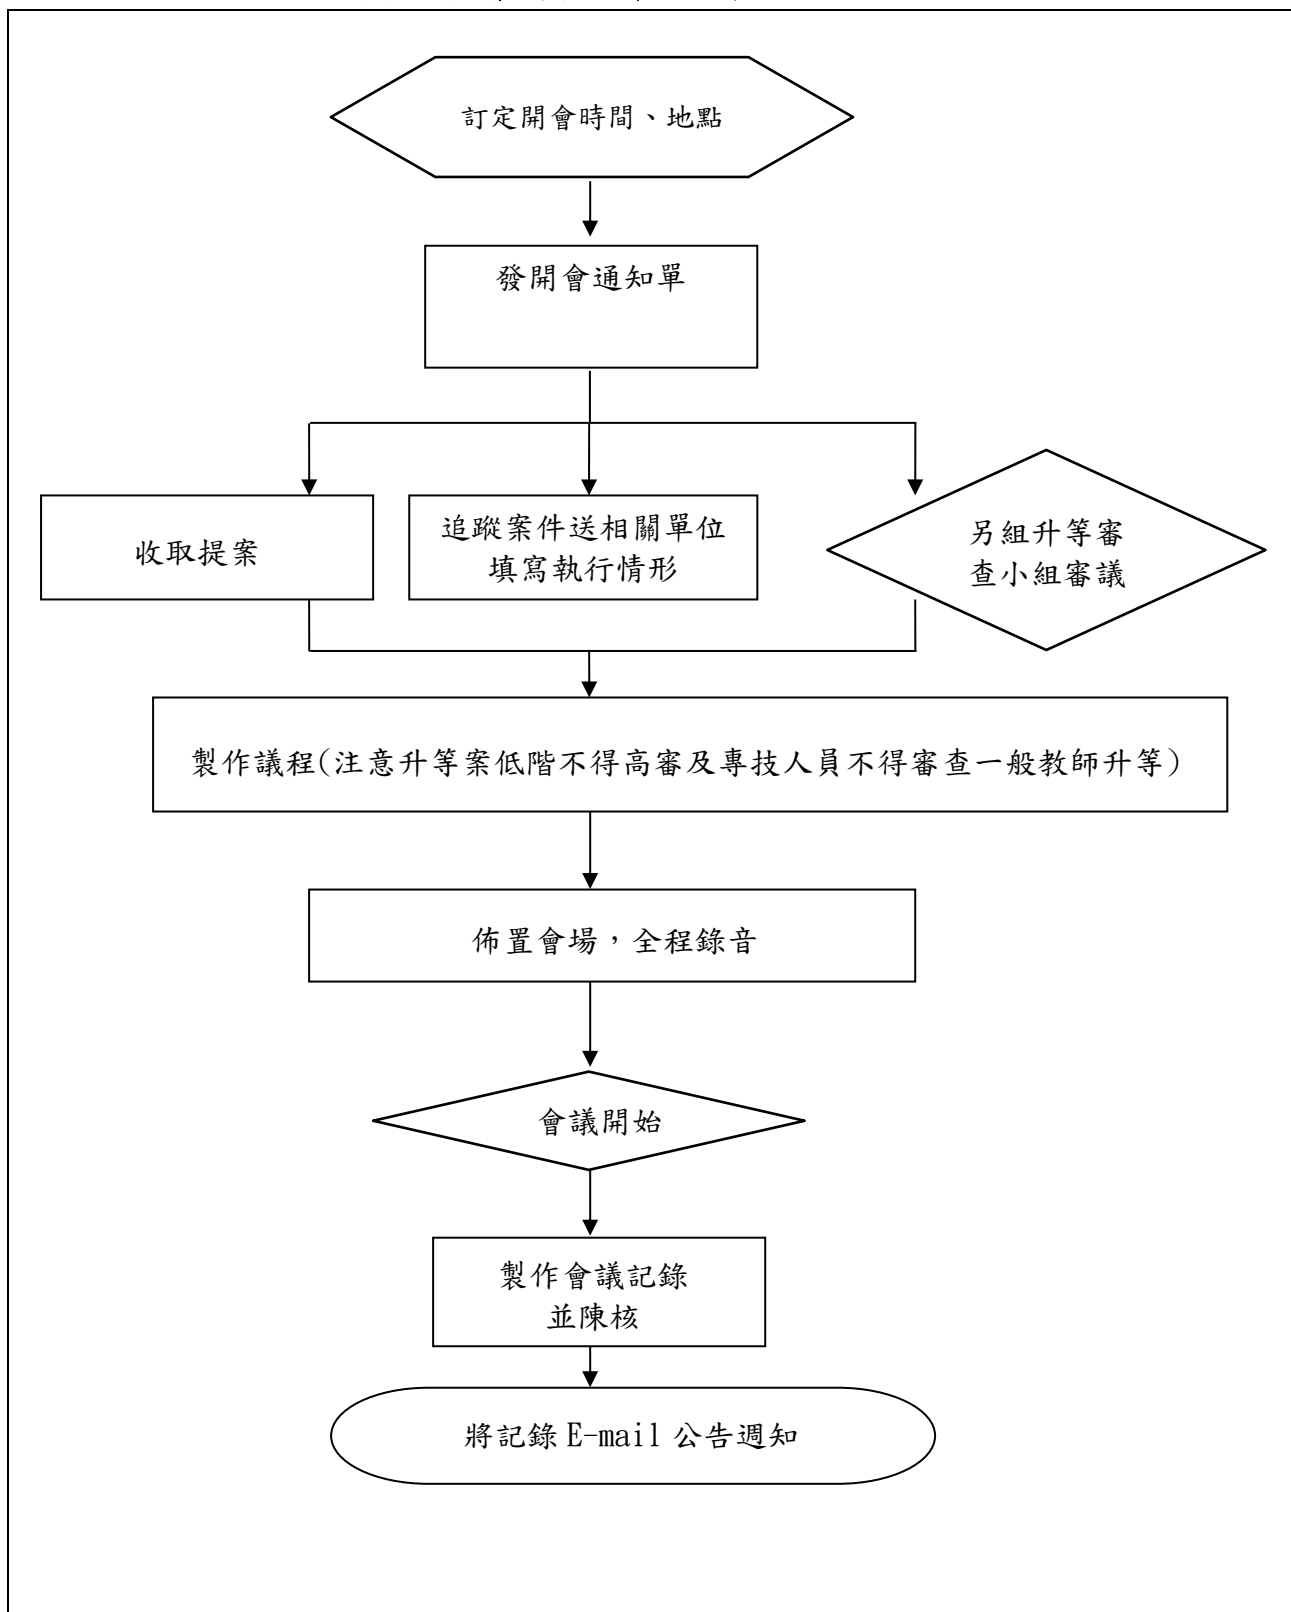 訂定開會時間、地點
發開會通知單
收取提案
追蹤案件送相關單位
填寫執行情形
另組升等審
查小組審議
製作議程(注意升等案低階不得高審及專技人員不得審查一般教師升等)
佈置會場，全程錄音
會議開始
製作會議記錄
並陳核
將記錄 E-mail 公告週知